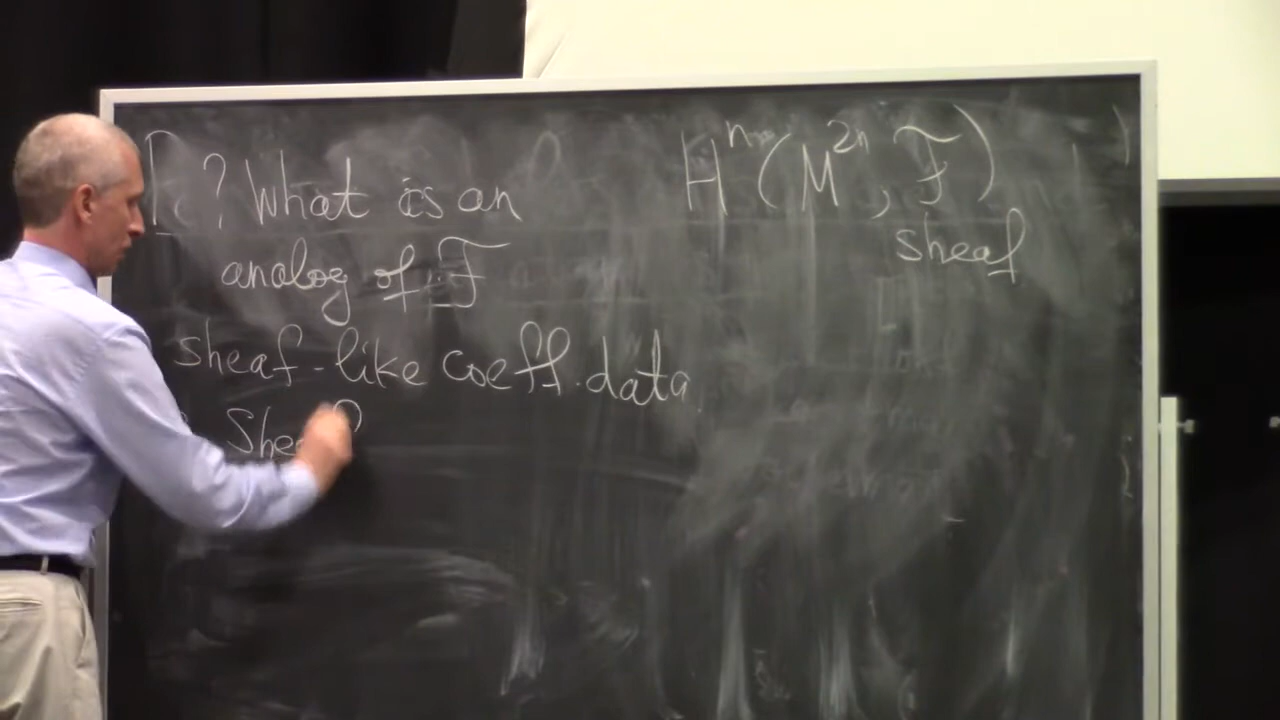 ? What is an
analog of F
sheaf-like coeff. data
H^n(M^{2n}, F)
sheaf